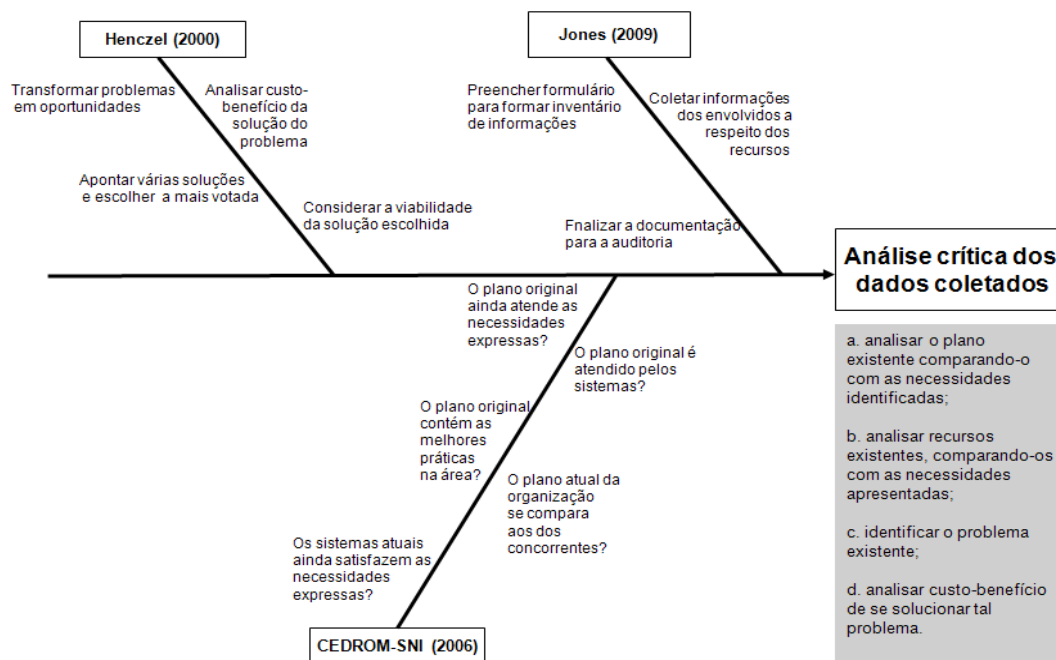 Henczel (2000)
Jones (2009)
Transformar problemas
em oportunidades
Analisar custo-
benefício da
solução do
problema
Apontar várias soluções
e escolher a mais votada
Considerar a viabilidade
da solução escolhida
Preencher formulário
para formar inventário
de informações
Coletar informações
dos envolvidos a
respeito dos
recursos
Fnalizar a documentação
para a auditoria
Análise crítica dos
dados coletados
O plano original
ainda atende as
necessidades
expressas?
O plano original é
atendido pelos
sistemas?
O plano original
contém as
melhores
práticas
na área?
O plano atual da
organização
se compara
aos dos
concorrentes?
Os sistemas atuais
ainda satisfazem as
necessidades
expressas?
CEDROM-SNI (2006)
a. analisar o plano
existente comparando-o
com as necessidades
identificadas;
b. analisar recursos
existentes, comparando-os
com as necessidades
apresentadas;
c. identificar o problema
existente;
d. analisar custo-benefício
de se solucionar tal
problema.